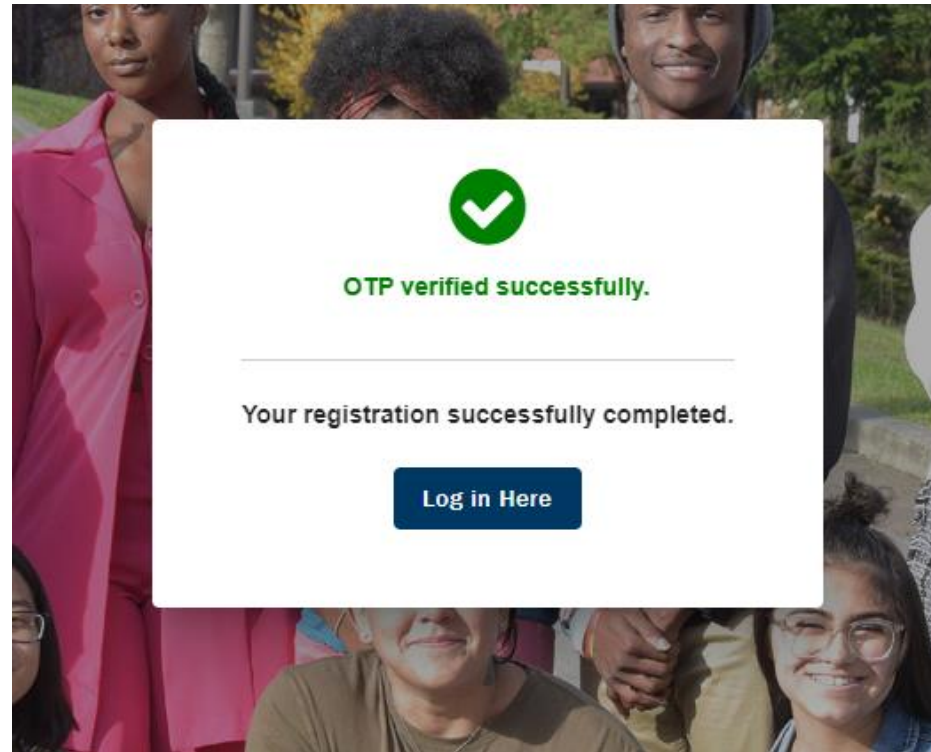 OTP verified successfully.
Your registration successfully completed.
Log in Here